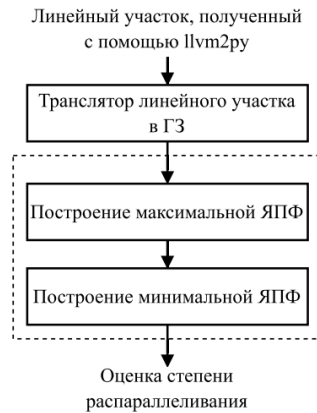 Линейный участок, полученный
с помощью llvm2py
Транслятор линейного участка
в ГЗ
Построение максимальной ЯПФ
Построение минимальной ЯПФ
Оценка степени
распараллеливания